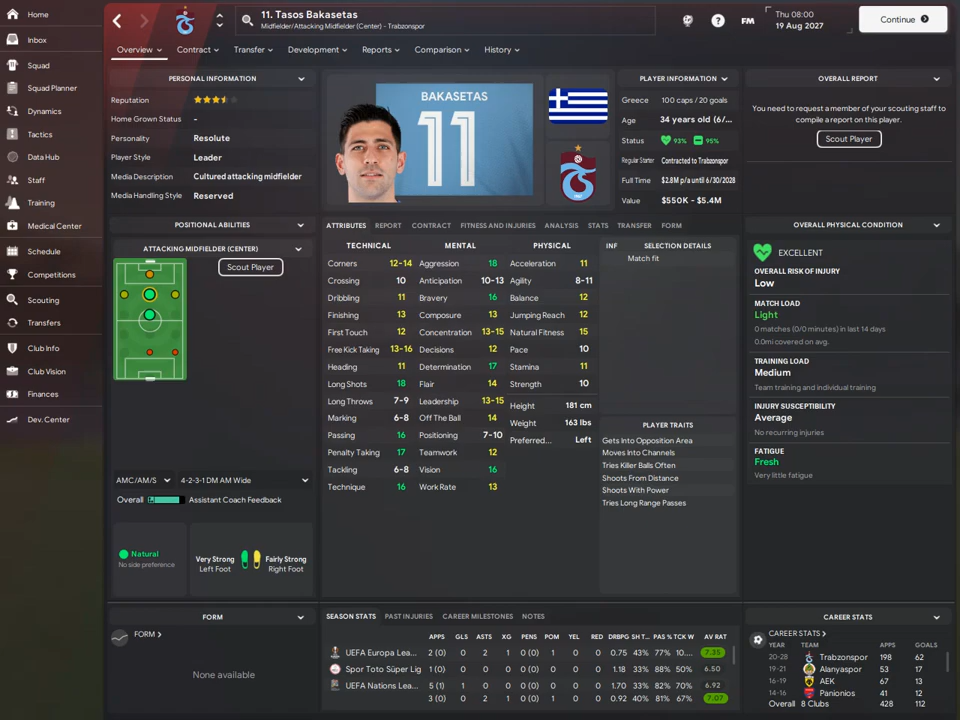 Home
Inbox
Squad
Squad Planner
Dynamics
Tactics
Data Hub
Staff
Training
Medical Center
Schedule
Competitions
Scouting
Transfers
Club Info
Club Vision
Finances
Dev. Center
11. Tasos Bakasetas
Midfielder/Attacking Midfielder (Center) - Trabzonspor
? FM
Thu 08:00
19 Aug 2027
Continue
Overview Contract Transfer Development Reports Comparison History
PERSONAL INFORMATION
Reputation
Home Grown Status -
Personality Resolute
Player Style Leader
Media Description Cultured attacking midfielder
Media Handling Style Reserved
BAKASETAS
11
PLAYER INFORMATION
Greece 100 caps / 20 goals
Age 34 years old (6/...
Status 93% 95%
Regular Starter Contracted to Trabzonspor
Full Time $2.8M p/a until 6/30/2028
Value $550K - $5.4M
OVERALL REPORT
You need to request a member of your scouting staff to
compile a report on this player.
Scout Player
POSITIONAL ABILITIES
ATTACKING MIDFIELDER (CENTER)
Scout Player
AMC/AM/S 4-2-3-1 DM AM Wide
Overall Assistant Coach Feedback
Natural
No side preference
Very Strong
Left Foot
Fairly Strong
Right Foot
ATTRIBUTES REPORT CONTRACT FITNESS AND INJURIES ANALYSIS STATS TRANSFER FORM
TECHNICAL
Corners 12-14
Crossing 10
Dribbling 11
Finishing 13
First Touch 12
Free Kick Taking 13-16
Heading 11
Long Shots 18
Long Throws 7-9
Marking 6-8
Passing 16
Penalty Taking 17
Tackling 6-8
Technique 16
MENTAL
Aggression 18
Anticipation 10-13
Bravery 16
Composure 13
Concentration 13-15
Decisions 12
Determination 17
Flair 14
Leadership 13-15
Off The Ball 14
Positioning 7-10
Teamwork 12
Vision 16
Work Rate 13
PHYSICAL
Acceleration 11
Agility 8-11
Balance 12
Jumping Reach 12
Natural Fitness 15
Pace 10
Stamina 11
Strength 10
Height 181 cm
Weight 163 lbs
Preferred... Left
INF SELECTION DETAILS
Match fit
PLAYER TRAITS
Gets Into Opposition Area
Moves Into Channels
Tries Killer Balls Often
Shoots From Distance
Shoots With Power
Tries Long Range Passes
OVERALL PHYSICAL CONDITION
EXCELLENT
OVERALL RISK OF INJURY
Low
MATCH LOAD
Light
0 matches (0/0 minutes) in last 14 days
0.0mi covered on avg.
TRAINING LOAD
Medium
Team training and individual training
INJURY SUSCEPTIBILITY
Average
No recurring injuries
FATIGUE
Fresh
Very little fatigue
FORM
FORM
None available
SEASON STATS PAST INJURIES CAREER MILESTONES NOTES
APPS GLS ASTS XG PENS POM YEL RED DRBPG SH T... PAS % TCK W AV RAT
UEFA Europa Lea... 2 (0) 0 2 1 0 (0) 1 0 0 0.75 43% 77% 10.... 7.35
Spor Toto Süper Lig 1 (0) 0 0 0 0 (0) 0 0 0 1.18 33% 88% 50% 6.50
UEFA Nations Lea... 5 (1) 1 0 0 0 (0) 0 0 0 1.70 33% 82% 70% 6.92
3 (0) 0 2 1 0 (0) 1 0 0 0.92 40% 81% 67% 7.07
CAREER STATS
CAREER STATS
YEAR TEAM APPS GOALS
20-28 Trabzonspor 198 62
19-21 Alanyaspor 53 17
16-19 AEK 67 13
14-16 Panionios 41 12
Overall 8 Clubs 428 112